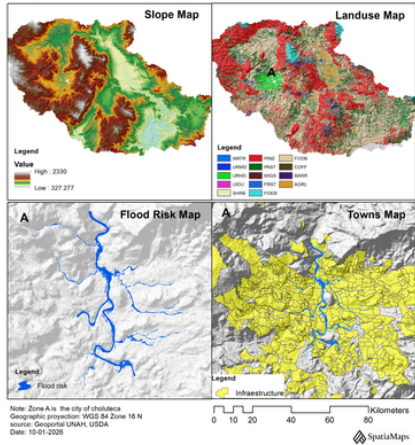 Slope Map
Legend
Value
High : 2330
Low : 327.277
Landuse Map
A
Legend
WATR
PINE
FODB
URMD
PAST
COFF
URHD
MIGS
BARR
UIDU
FRST
AGRL
SHRB
FOEB
A
Flood Risk Map
Legend
Flood risk
A
Towns Map
Legend
Infraestructure
Note: Zone A is the city of choluteca
Geographic projection: WGS 84 Zone 16 N
source: Geoportal UNAH, USDA
Date: 10-01-2026
Kilometers
0 10 20 40 60 80
SpatiaMaps